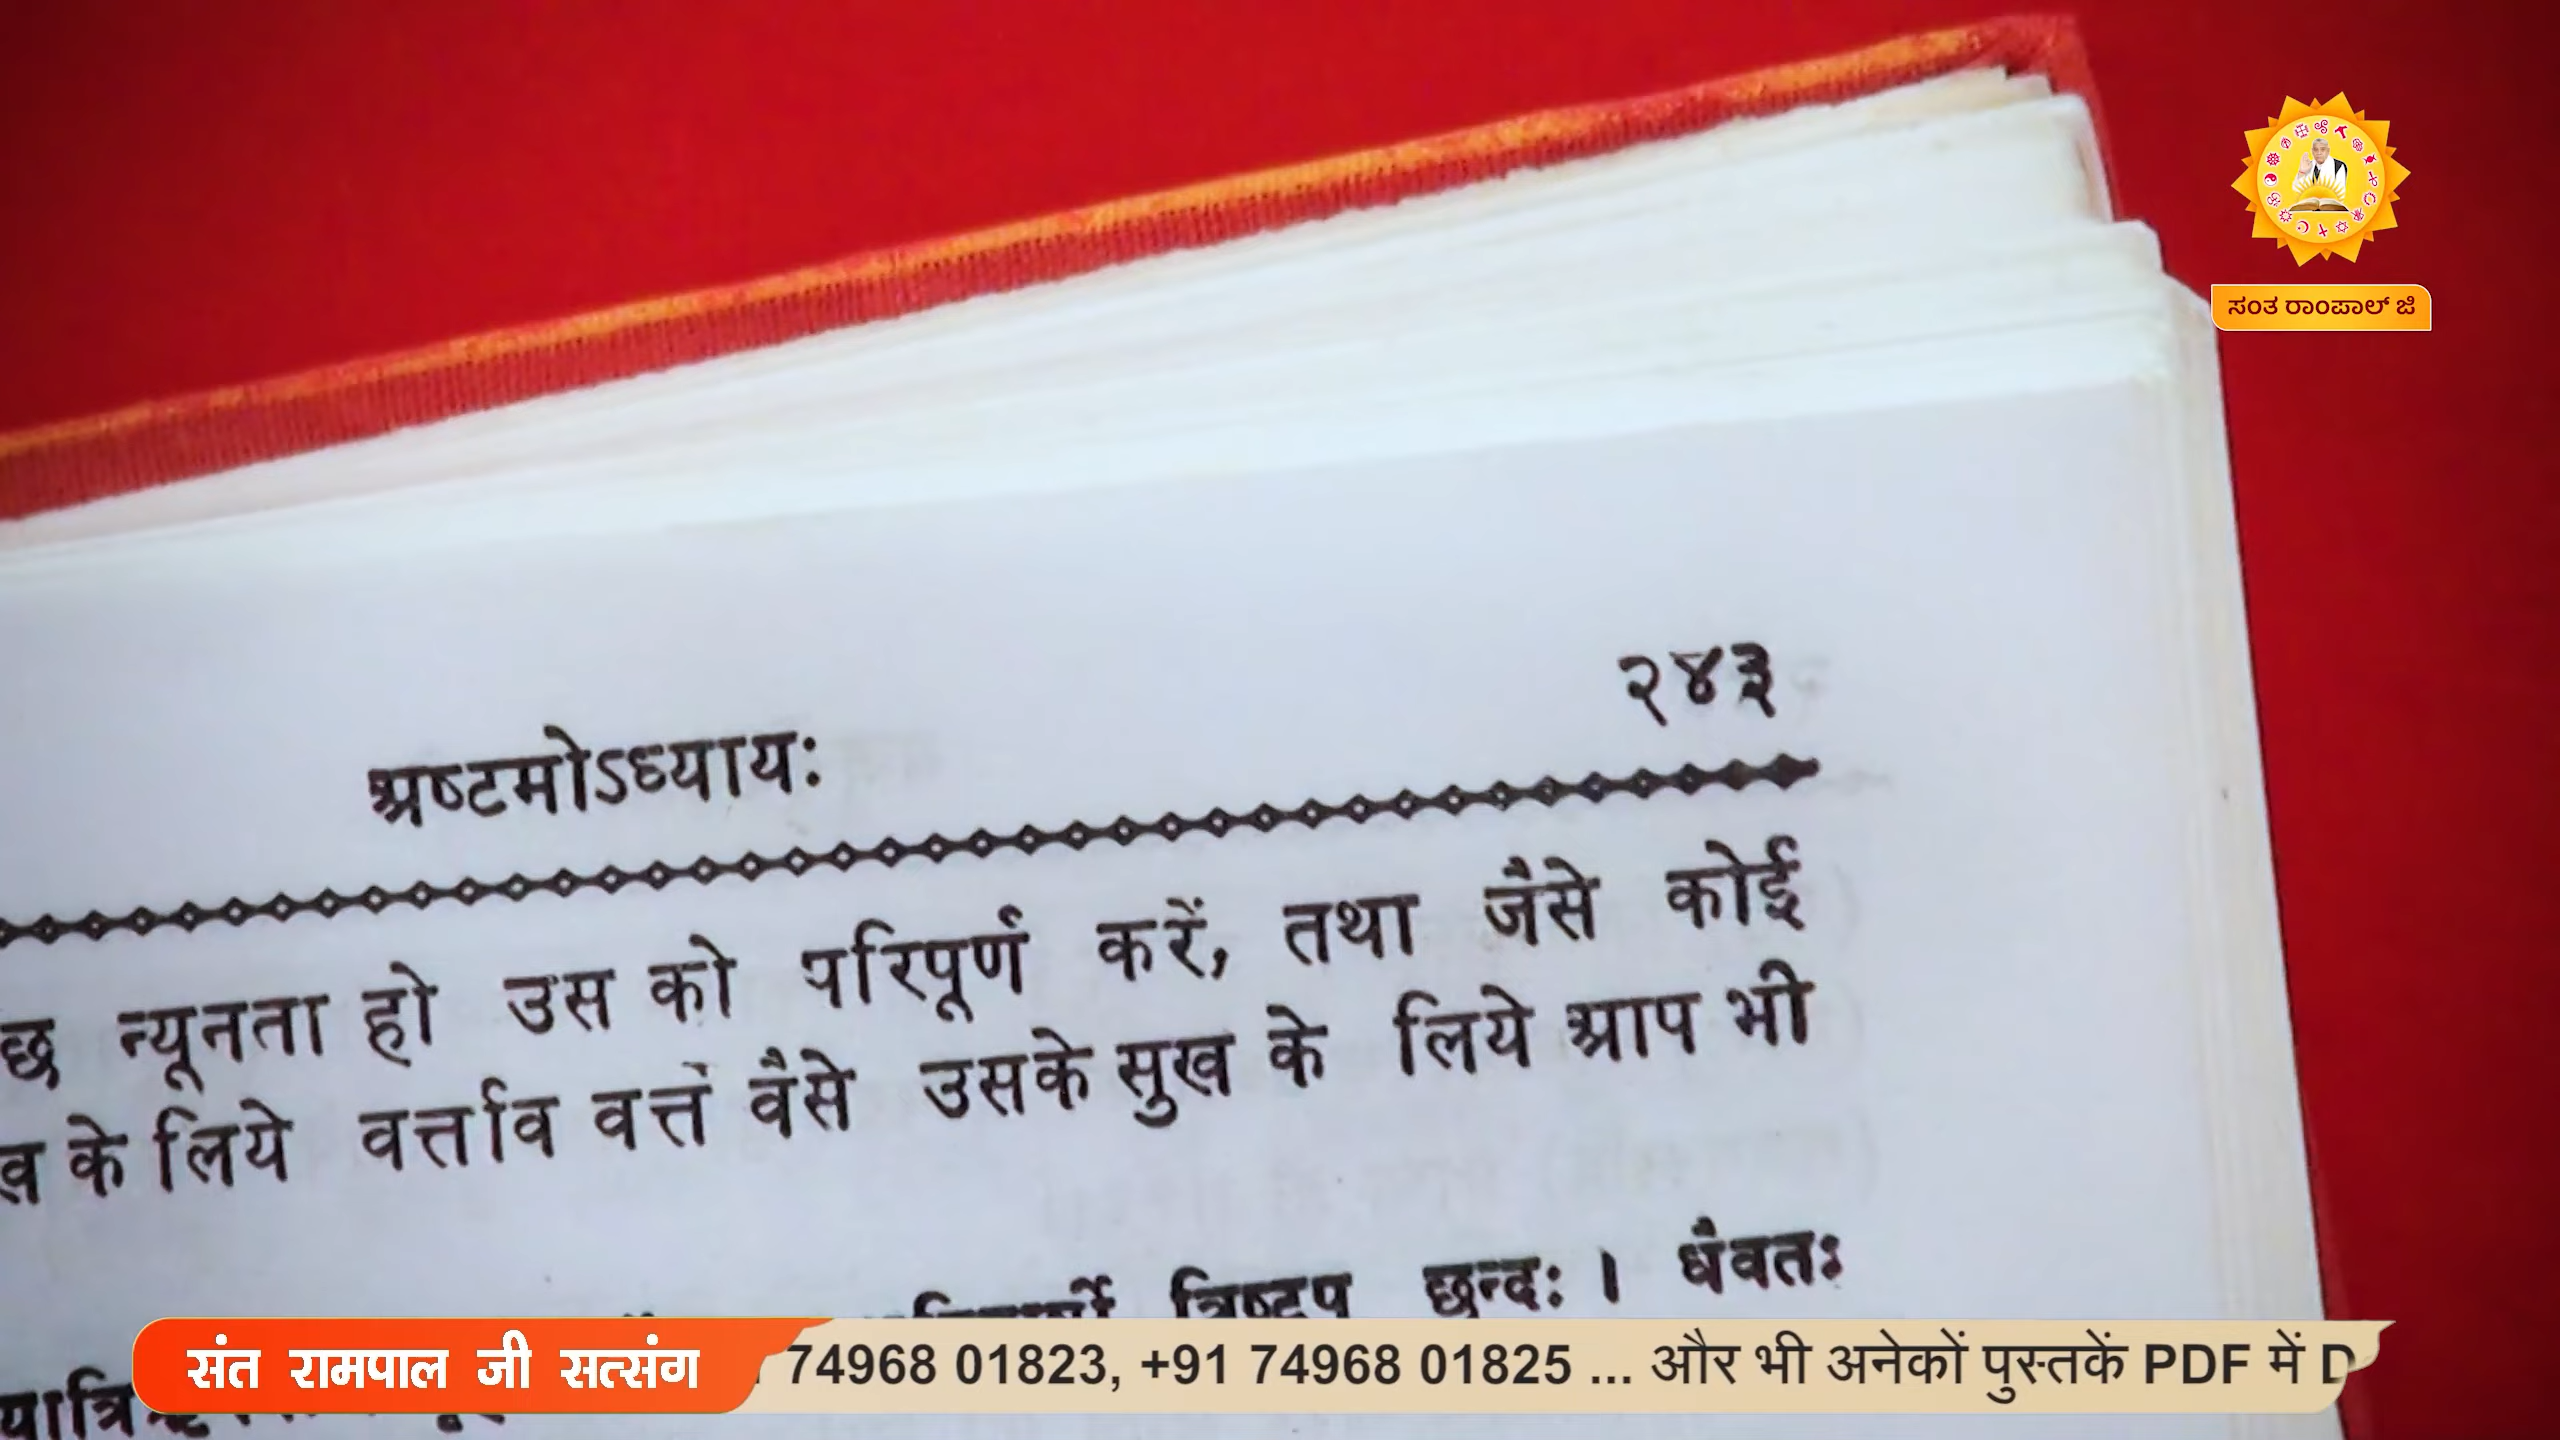 २४३
अष्टमोऽध्यायः
छ न्यूनता हो उस को परिपूर्ण करें, तथा जैसे कोई
ख के लिये वर्त्ताव वर्त्ते वैसे उसके सुख के लिये आप भी
त्रिष्टुप् छन्दः । धैवतः
ಸಂತ ರಾಂಪಾಲ್ ಜಿ
संत रामपाल जी सत्संग
74968 01823, +91 74968 01825 ... और भी अनेकों पुस्तकें PDF में D